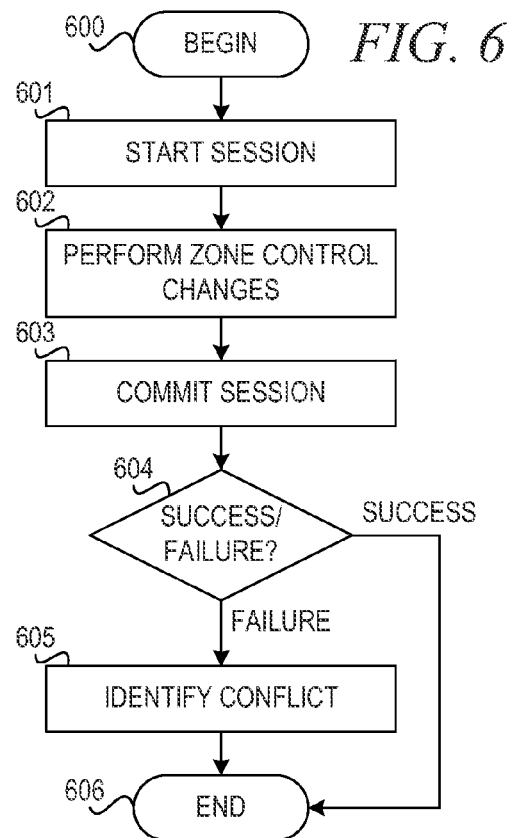 600
BEGIN
FIG. 6
601
START SESSION
602
PERFORM ZONE CONTROL
CHANGES
603
COMMIT SESSION
604
SUCCESS/
FAILURE?
SUCCESS
FAILURE
605
IDENTIFY CONFLICT
606
END